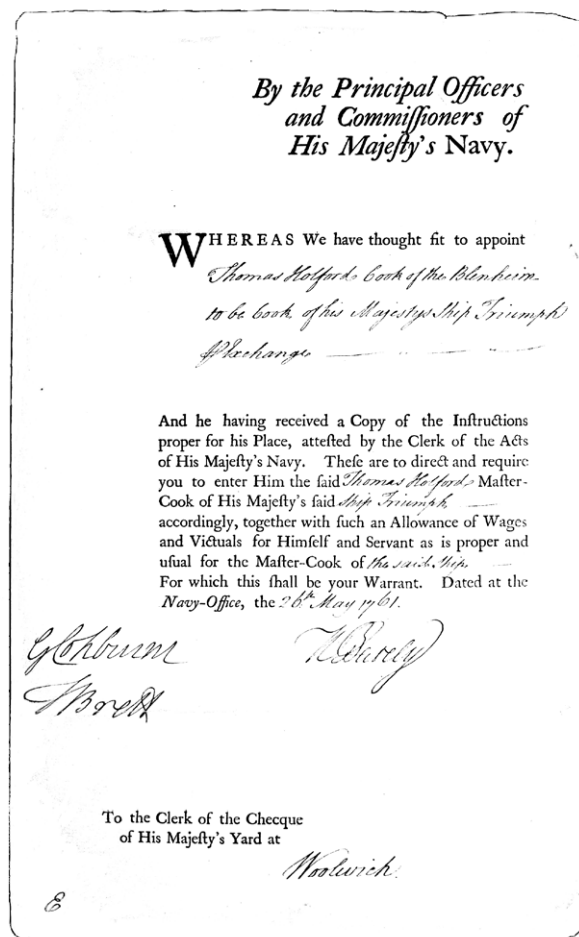 By the Principal Officers
and Commiſſioners of
His Majeſty's Navy.
WHEREAS We have thought fit to appoint
Thomas Holford Cook of the Blenheim
to be Cook of his Majestys Ship Triumph
⅌ Exchange
And he having received a Copy of the Inſtructions
proper for his Place, atteſted by the Clerk of the Acts
of His Majeſty's Navy. Theſe are to direct and require
you to enter Him the ſaid Thomas Holford Maſter-
Cook of His Majeſty's ſaid Ship Triumph
accordingly, together with ſuch an Allowance of Wages
and Victuals for Himſelf and Servant as is proper and
uſual for the Maſter-Cook of the said Ship
For which this ſhall be your Warrant. Dated at the
Navy-Office, the 26th May 1761.
G Cokburne
T Brett
To the Clerk of the Checque
of His Majeſty's Yard at
Woolwich.
E